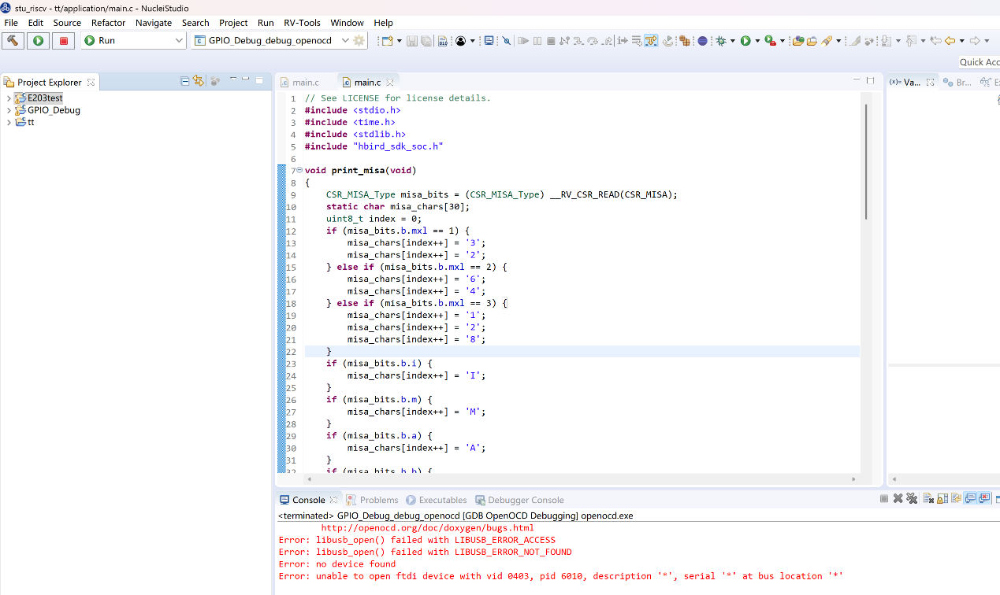 stu_riscv - tt/application/main.c - NucleiStudio
File Edit Source Refactor Navigate Search Project Run RV-Tools Window Help
Run GPIO_Debug_debug_openocd
Quick Acc
Project Explorer
E203test
GPIO_Debug
tt
main.c main.c
1 // See LICENSE for license details.
2 #include <stdio.h>
3 #include <time.h>
4 #include <stdlib.h>
5 #include "hbird_sdk_soc.h"
6
7 void print_misa(void)
8 {
9 CSR_MISA_Type misa_bits = (CSR_MISA_Type) __RV_CSR_READ(CSR_MISA);
10 static char misa_chars[30];
11 uint8_t index = 0;
12 if (misa_bits.b.mxl == 1) {
13 misa_chars[index++] = '3';
14 misa_chars[index++] = '2';
15 } else if (misa_bits.b.mxl == 2) {
16 misa_chars[index++] = '6';
17 misa_chars[index++] = '4';
18 } else if (misa_bits.b.mxl == 3) {
19 misa_chars[index++] = '1';
20 misa_chars[index++] = '2';
21 misa_chars[index++] = '8';
22 }
23 if (misa_bits.b.i) {
24 misa_chars[index++] = 'I';
25 }
26 if (misa_bits.b.m) {
27 misa_chars[index++] = 'M';
28 }
29 if (misa_bits.b.a) {
30 misa_chars[index++] = 'A';
31 }
32 if (misa_bits.b.b) {
(x)= Va... Br... E
Console Problems Executables Debugger Console
<terminated> GPIO_Debug_debug_openocd [GDB OpenOCD Debugging] openocd.exe
http://openocd.org/doc/doxygen/bugs.html
Error: libusb_open() failed with LIBUSB_ERROR_ACCESS
Error: libusb_open() failed with LIBUSB_ERROR_NOT_FOUND
Error: no device found
Error: unable to open ftdi device with vid 0403, pid 6010, description '*', serial '*' at bus location '*'